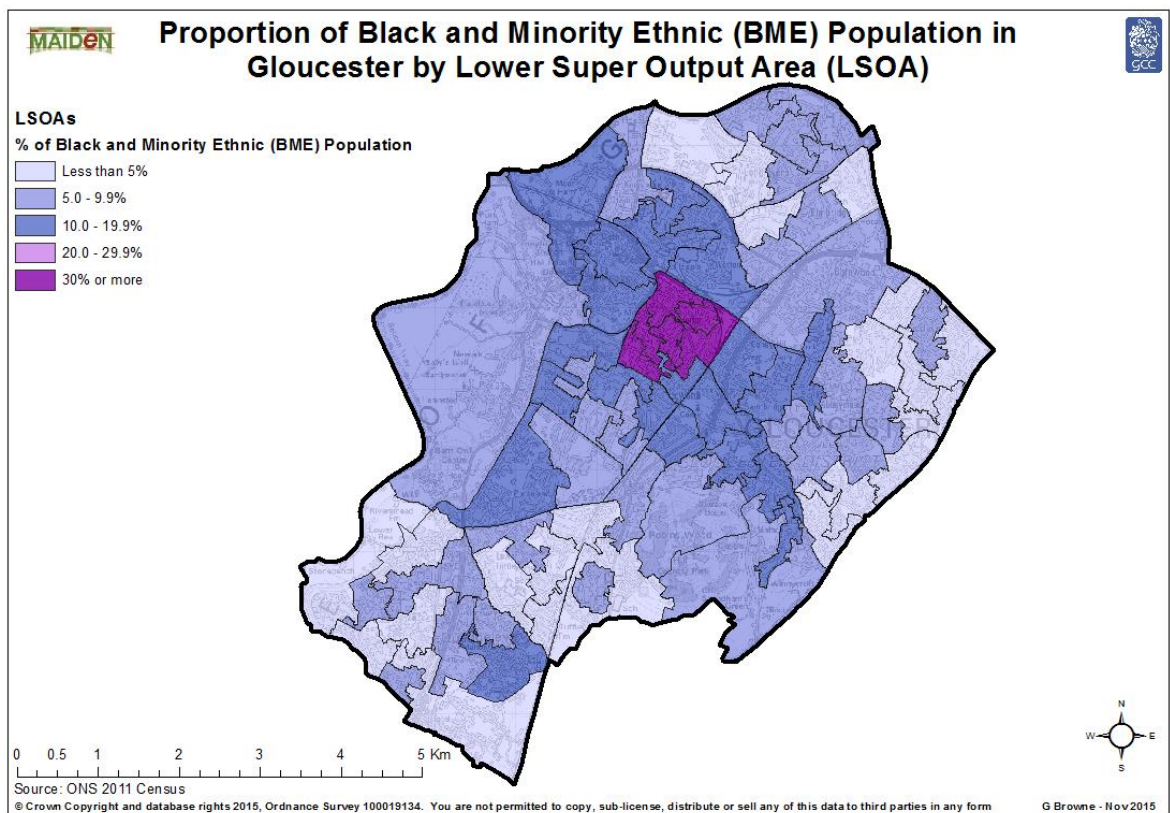 MAIDeN
Proportion of Black and Minority Ethnic (BME) Population in
Gloucester by Lower Super Output Area (LSOA)
GCC
LSOAs
% of Black and Minority Ethnic (BME) Population
Less than 5%
5.0 - 9.9%
10.0 - 19.9%
20.0 - 29.9%
30% or more
GLOUCESTER
N
W E
S
0 0.5 1 2 3 4 5 Km
Source: ONS 2011 Census
© Crown Copyright and database rights 2015, Ordnance Survey 100019134. You are not permitted to copy, sub-license, distribute or sell any of this data to third parties in any form
G Browne - Nov 2015